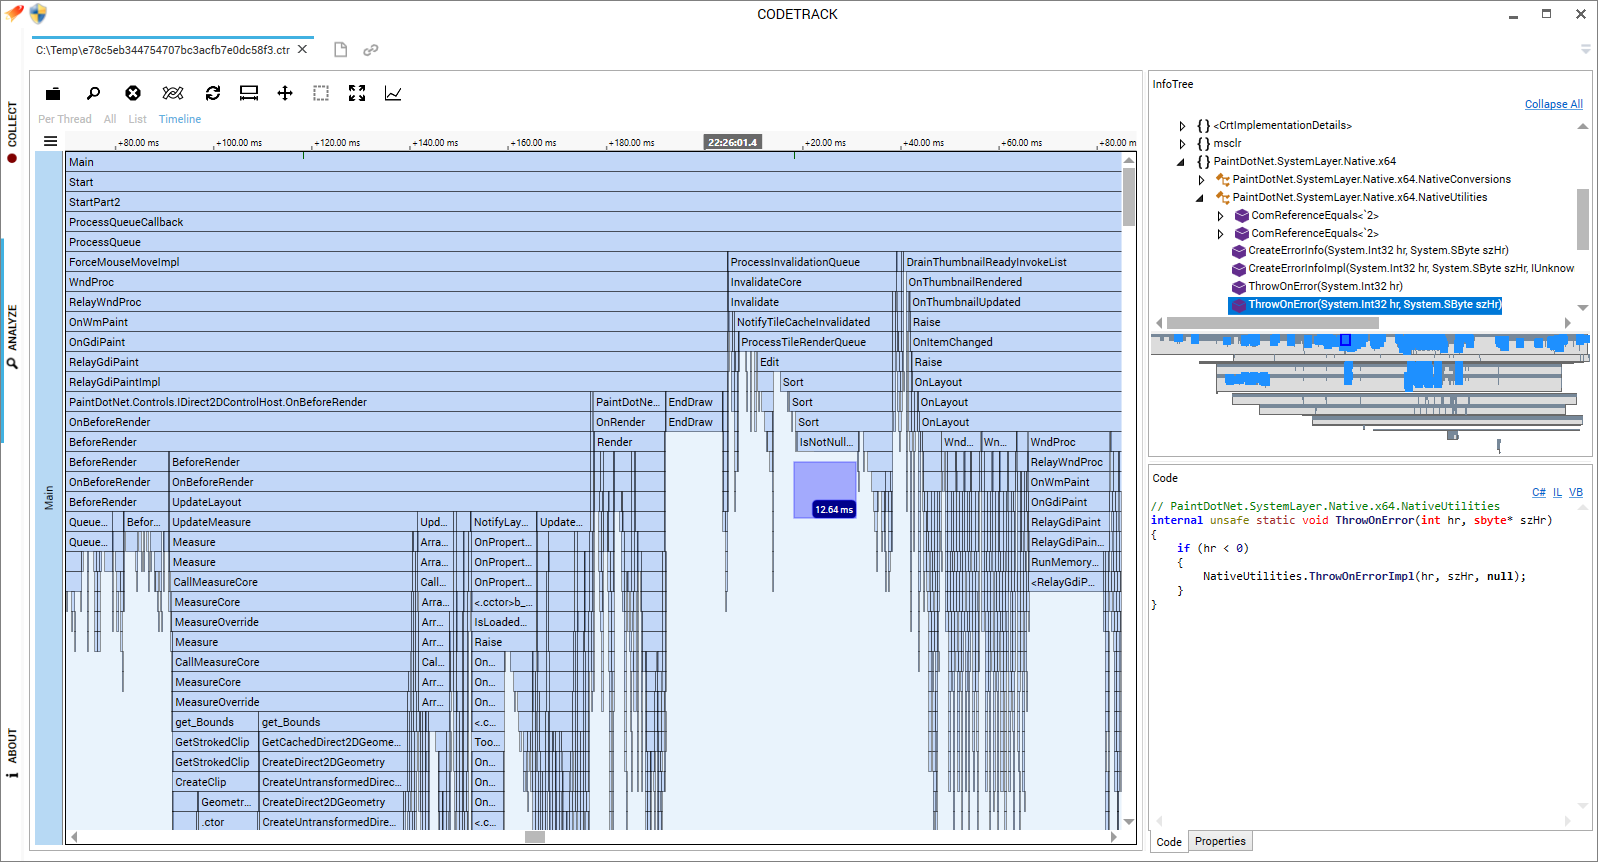 CODETRACK
C:\Temp\e78c5eb344754707bc3acfb7e0dc58f3.ctr
COLLECT
ANALYZE
ABOUT
Per Thread All List Timeline
+80.00 ms +100.00 ms +120.00 ms +140.00 ms +160.00 ms +180.00 ms 22:26:01.4 +20.00 ms +40.00 ms +60.00 ms +80.00 m
Main
Main
Start
StartPart2
ProcessQueueCallback
ProcessQueue
ForceMouseMoveImpl ProcessInvalidationQueue DrainThumbnailReadyInvokeList
WndProc InvalidateCore OnThumbnailRendered
RelayWndProc Invalidate OnThumbnailUpdated
OnWmPaint NotifyTileCacheInvalidated Raise
OnGdiPaint ProcessTileRenderQueue OnItemChanged
RelayGdiPaint Edit Raise
RelayGdiPaintImpl Sort OnLayout
PaintDotNet.Controls.IDirect2DControlHost.OnBeforeRender PaintDotNe... EndDraw Sort OnLayout
OnBeforeRender OnRender EndDraw Sort OnLayout
BeforeRender Render IsNotNull... Wnd... Wn... WndProc
BeforeRender BeforeRender RelayWndProc
OnBeforeRender OnBeforeRender OnWmPaint
BeforeRender UpdateLayout 12.64 ms OnGdiPaint
Queue... Befor... UpdateMeasure Upd... NotifyLay... Update... RelayGdiPaint
Queue... Measure Arra... OnPropert... RelayGdiPain...
Measure Arra... OnPropert... RunMemory...
CallMeasureCore Call... OnPropert... <RelayGdiP...
MeasureCore Arra... <.cctor>b_...
MeasureOverride Arr... IsLoaded...
Measure Arr... Raise
CallMeasureCore Cal... On...
MeasureCore Arr... On...
MeasureOverride Arr... On...
get_Bounds get_Bounds <.c...
GetStrokedClip GetCachedDirect2DGeome... Too...
GetStrokedClip CreateDirect2DGeometry On...
CreateClip CreateUntransformedDirec... On...
Geometr... CreateDirect2DGeometry On...
.ctor CreateUntransformedDire... <.c...
InfoTree
Collapse All
{} <CrtImplementationDetails>
{} msclr
{} PaintDotNet.SystemLayer.Native.x64
PaintDotNet.SystemLayer.Native.x64.NativeConversions
PaintDotNet.SystemLayer.Native.x64.NativeUtilities
ComReferenceEquals<`2>
ComReferenceEquals<`2>
CreateErrorInfo(System.Int32 hr, System.SByte szHr)
CreateErrorInfoImpl(System.Int32 hr, System.SByte szHr, IUnknow
ThrowOnError(System.Int32 hr)
ThrowOnError(System.Int32 hr, System.SByte szHr)
Code
C# IL VB
// PaintDotNet.SystemLayer.Native.x64.NativeUtilities
internal unsafe static void ThrowOnError(int hr, sbyte* szHr)
{
if (hr < 0)
{
NativeUtilities.ThrowOnErrorImpl(hr, szHr, null);
}
}
Code Properties